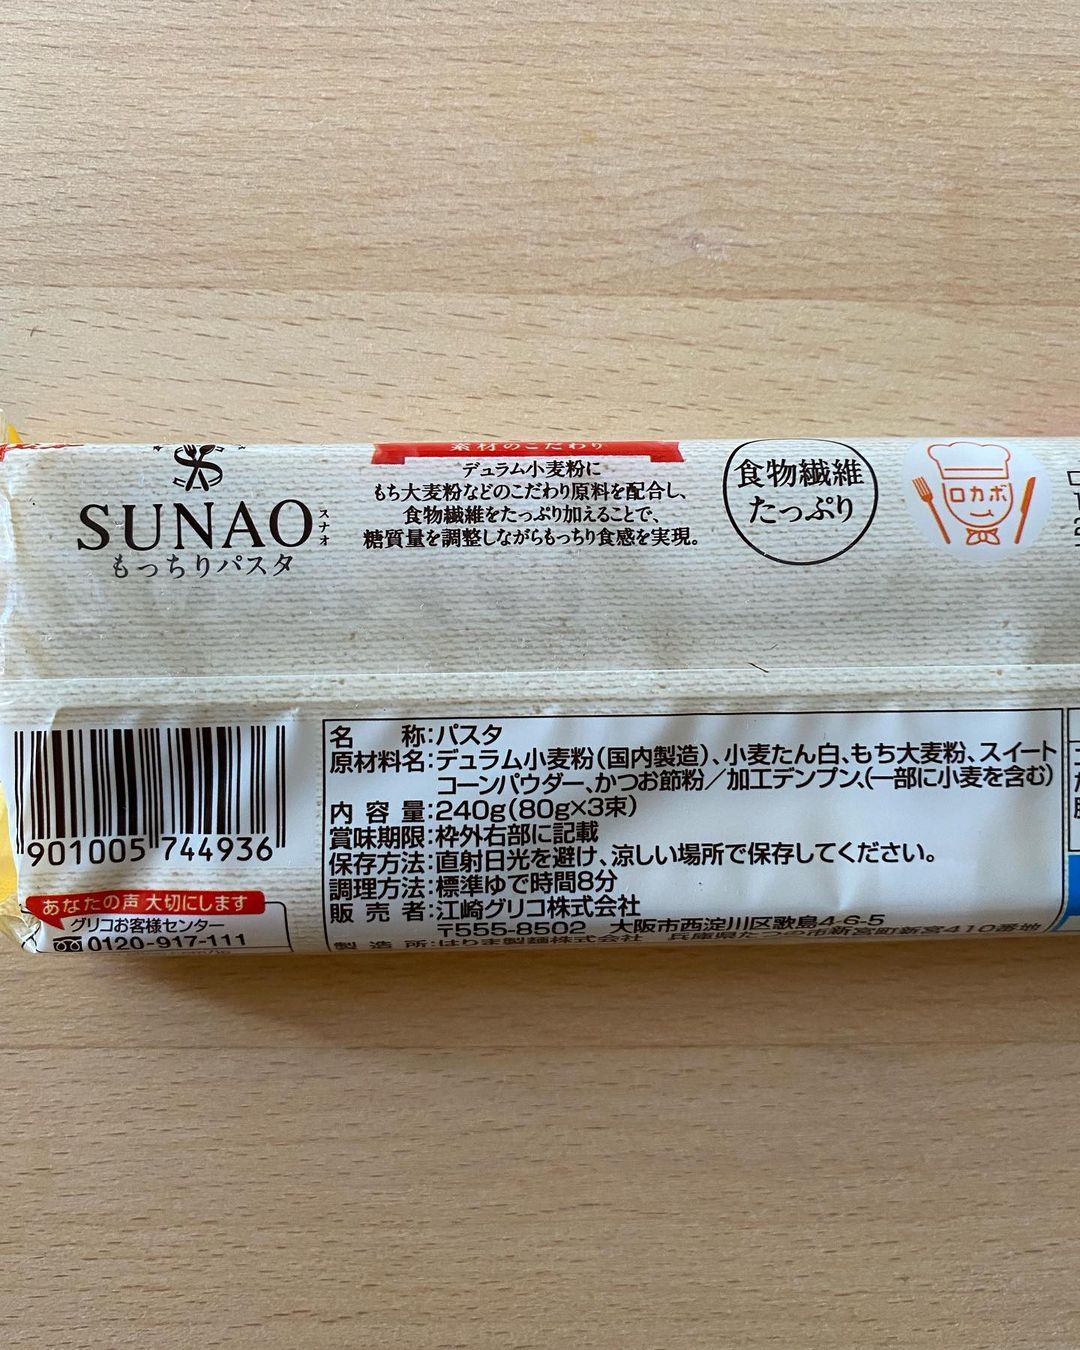 SUNAO
スナオ
もっちりパスタ
素材のこだわり
デュラム小麦粉に
もち大麦粉などのこだわり原料を配合し、
食物繊維をたっぷり加えることで、
糖質量を調整しながらもっちり食感を実現。
食物繊維
たっぷり
ロカボ
901005 744936
あなたの声 大切にします
グリコお客様センター
0120-917-111
名 称:パスタ
原材料名:デュラム小麦粉(国内製造)、小麦たん白、もち大麦粉、スイート
コーンパウダー、かつお節粉/加工デンプン、(一部に小麦を含む)
内 容 量:240g(80g×3束)
賞味期限:枠外右部に記載
保存方法:直射日光を避け、涼しい場所で保存してください。
調理方法:標準ゆで時間8分
販 売 者:江崎グリコ株式会社
〒555-8502 大阪市西淀川区歌島4-6-5
製 造 所:はりま製麺株式会社 兵庫県たつの市新宮町新宮410番地